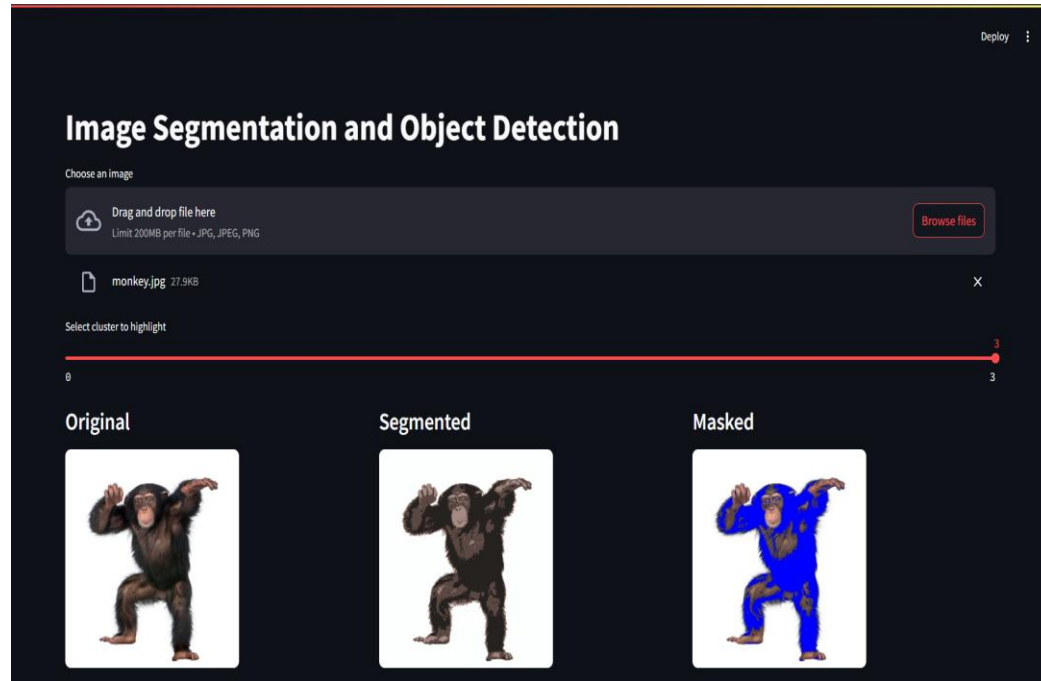 Deploy
Image Segmentation and Object Detection
Choose an image
Drag and drop file here
Limit 200MB per file • JPG, JPEG, PNG
Browse files
monkey.jpg 27.9KB
Select cluster to highlight
3
0 3
Original Segmented Masked